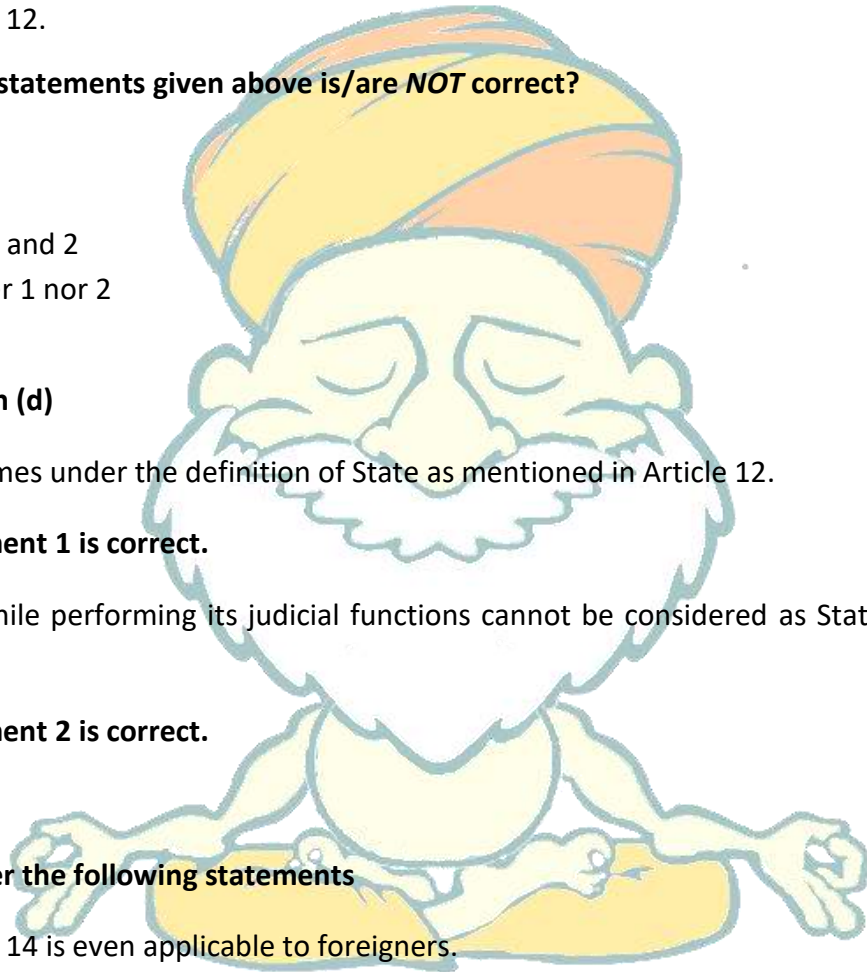 12.
statements given above is/are NOT correct?
and 2
r 1 nor 2
n (d)
mes under the definition of State as mentioned in Article 12.
nent 1 is correct.
hile performing its judicial functions cannot be considered as Stat
nent 2 is correct.
er the following statements
14 is even applicable to foreigners.